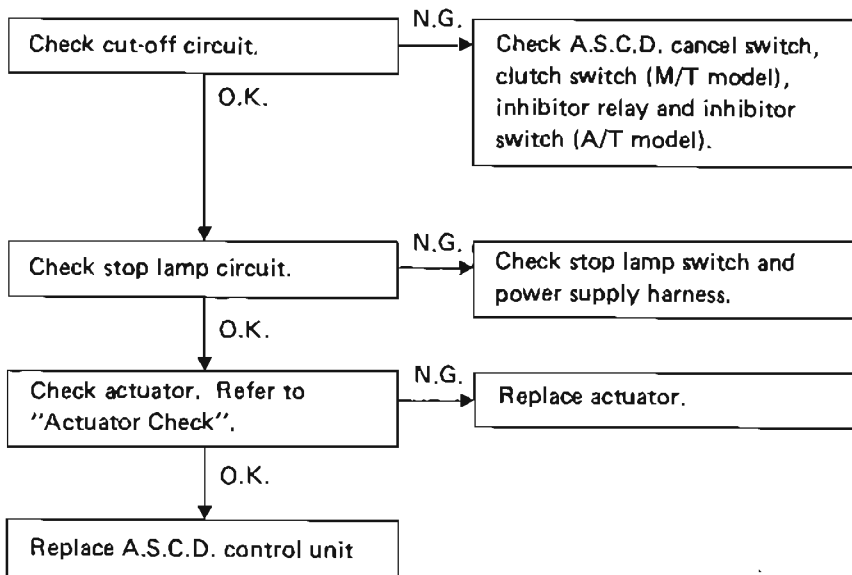 Check cut-off circuit.
N.G.
Check A.S.C.D. cancel switch,
clutch switch (M/T model),
inhibitor relay and inhibitor
switch (A/T model).
O.K.
Check stop lamp circuit.
N.G.
Check stop lamp switch and
power supply harness.
O.K.
Check actuator. Refer to
"Actuator Check".
N.G.
Replace actuator.
O.K.
Replace A.S.C.D. control unit